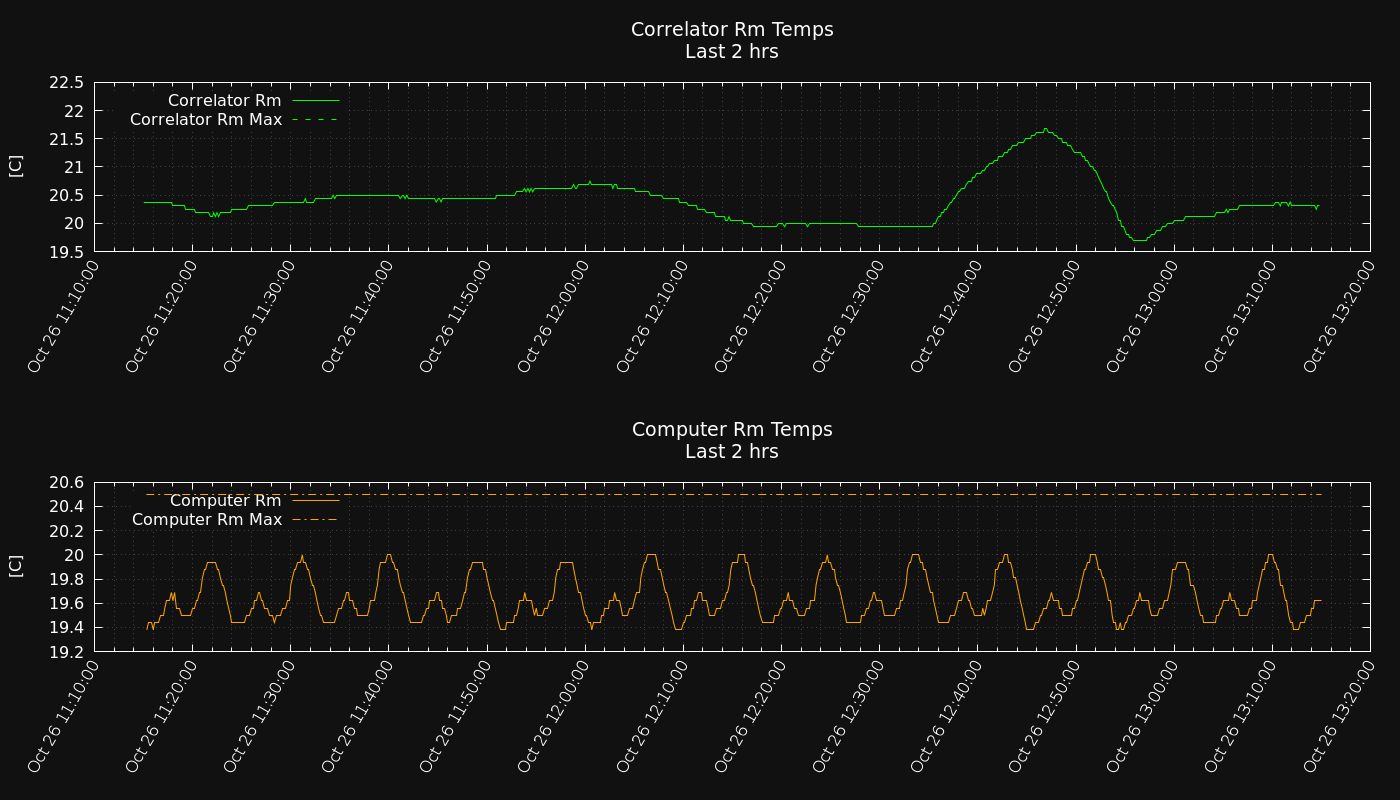 Correlator Rm Temps
Last 2 hrs
22.5
22
21.5
21
20.5
20
19.5
[C]
Correlator Rm
Correlator Rm Max
Oct 26 11:10:00
Oct 26 11:20:00
Oct 26 11:30:00
Oct 26 11:40:00
Oct 26 11:50:00
Oct 26 12:00:00
Oct 26 12:10:00
Oct 26 12:20:00
Oct 26 12:30:00
Oct 26 12:40:00
Oct 26 12:50:00
Oct 26 13:00:00
Oct 26 13:10:00
Oct 26 13:20:00
Computer Rm Temps
Last 2 hrs
20.6
20.4
20.2
20
19.8
19.6
19.4
19.2
[C]
Computer Rm
Computer Rm Max
Oct 26 11:10:00
Oct 26 11:20:00
Oct 26 11:30:00
Oct 26 11:40:00
Oct 26 11:50:00
Oct 26 12:00:00
Oct 26 12:10:00
Oct 26 12:20:00
Oct 26 12:30:00
Oct 26 12:40:00
Oct 26 12:50:00
Oct 26 13:00:00
Oct 26 13:10:00
Oct 26 13:20:00